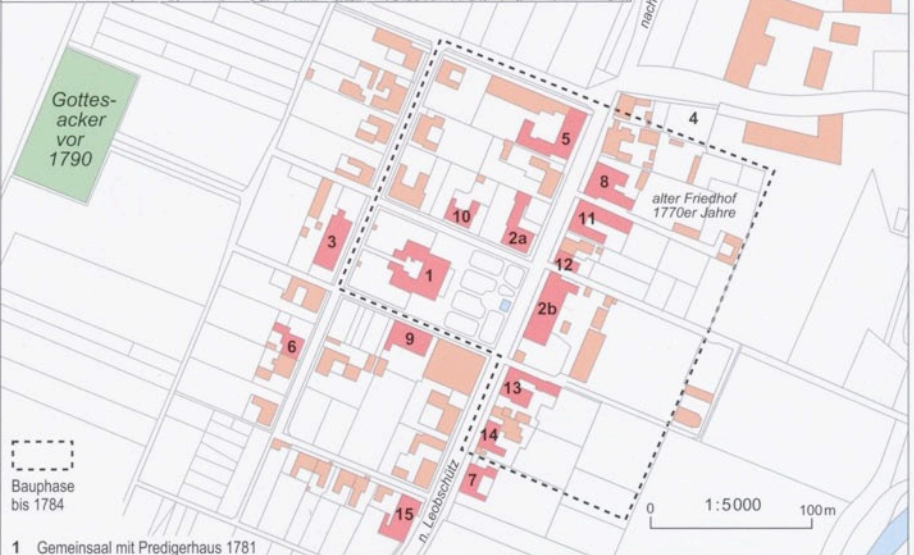 nach
Gottes-
acker
vor
1790
4
5
8
alter Friedhof
1770er Jahre
10
11
2a
3
12
1
2b
9
6
13
14
7
15
n. Leobschütz
Bauphase
bis 1784
0
1:5000
100m
1 Gemeinsaal mit Predigerhaus 1781